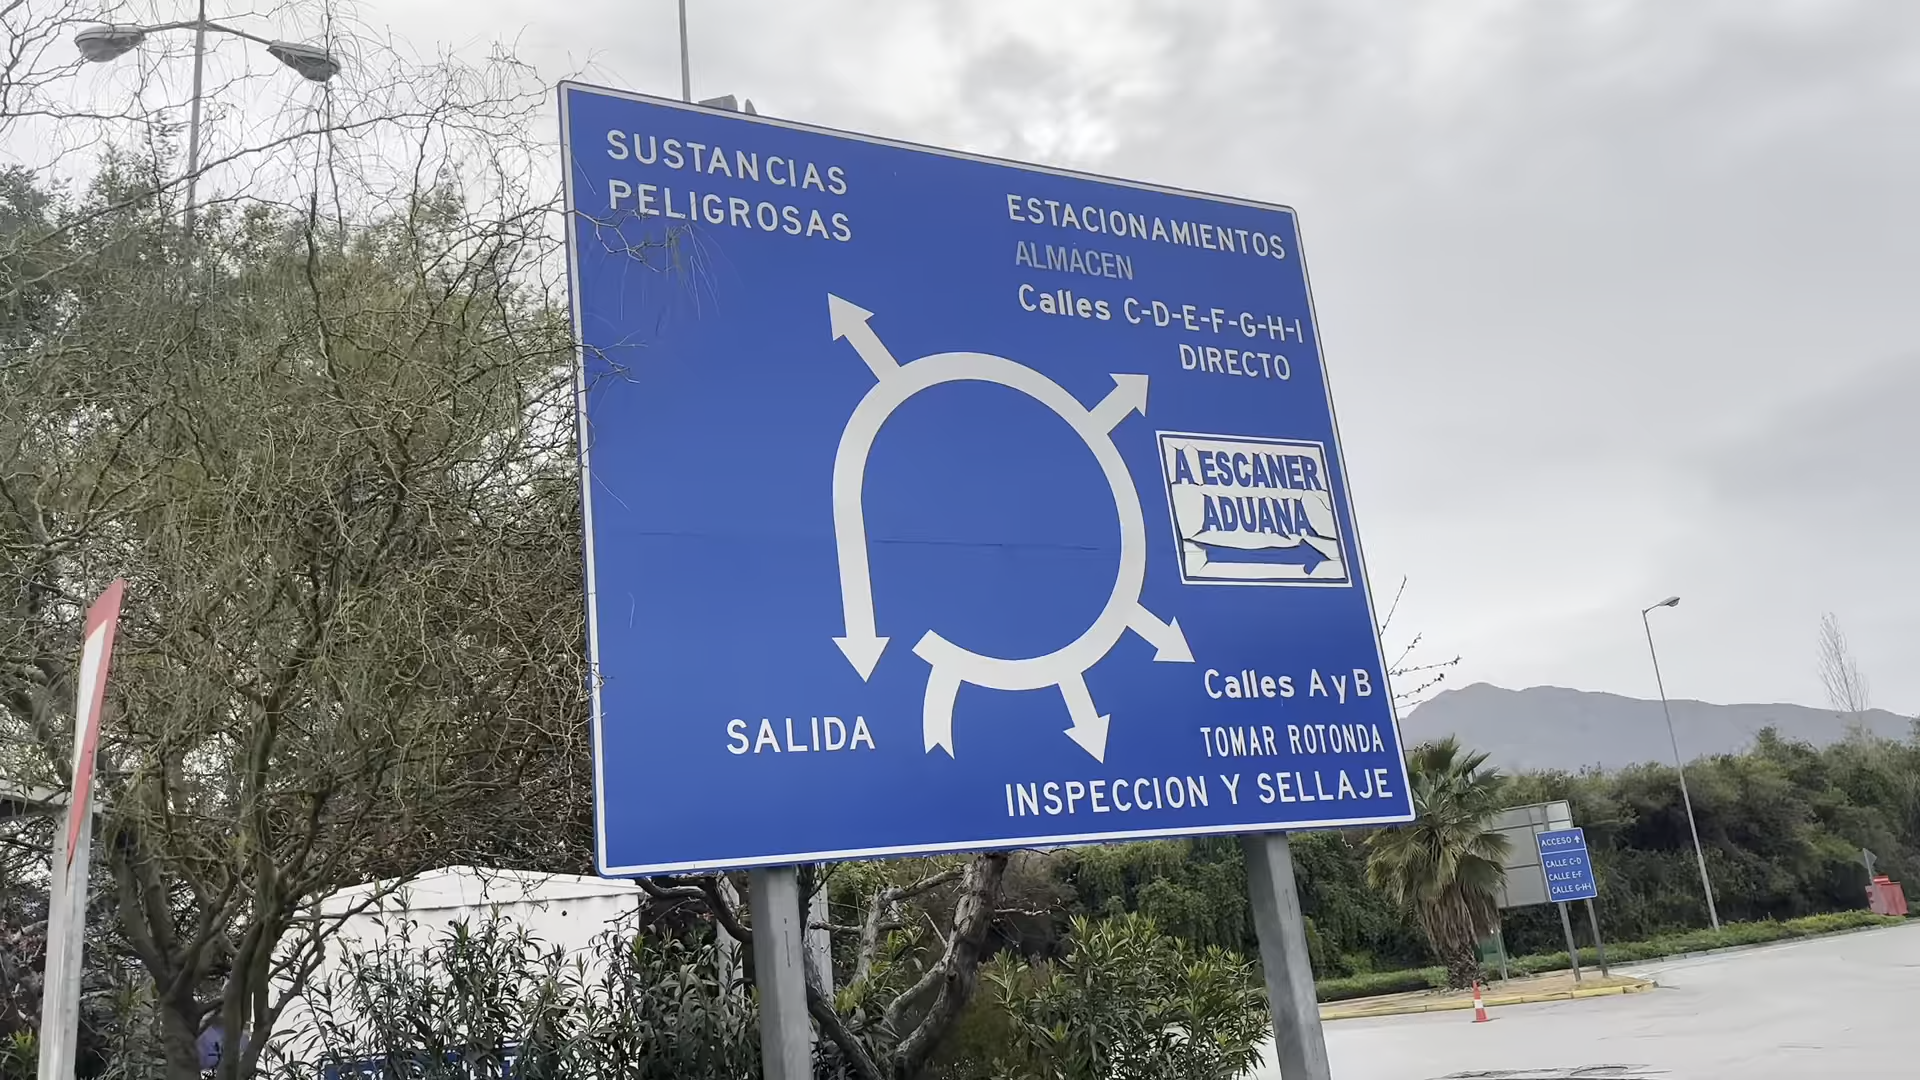 SUSTANCIAS
PELIGROSAS
ESTACIONAMIENTOS
ALMACEN
Calles C-D-E-F-G-H-I
DIRECTO
A ESCANER
ADUANA
Calles A y B
TOMAR ROTONDA
SALIDA
INSPECCION Y SELLAJE
ACCESO
CALLE C-D
CALLE E-F
CALLE G-H-I